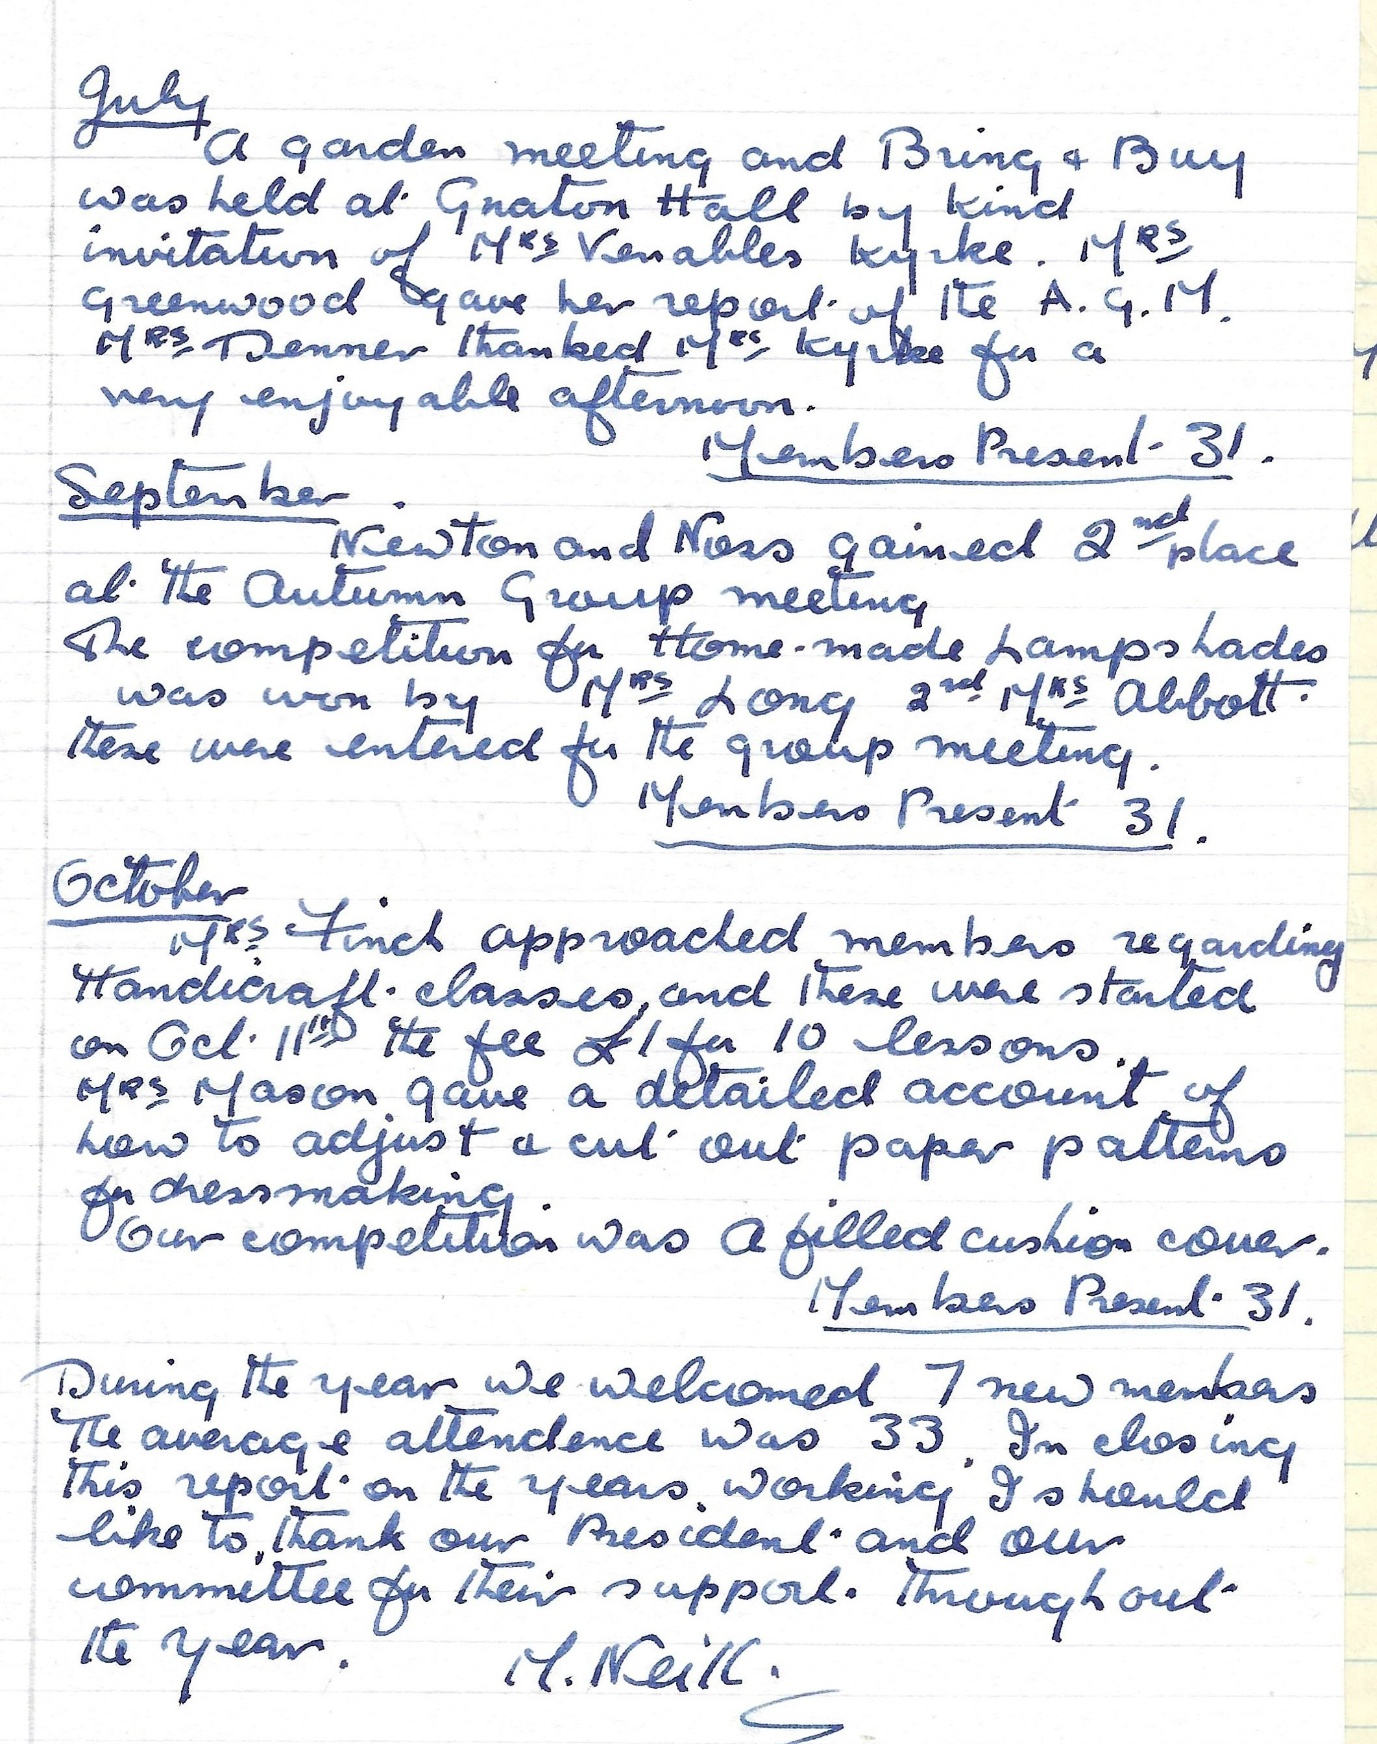 July
A garden meeting and Bring & Buy
was held at Gnaton Hall by kind
invitation of Mrs Venables Kyrke. Mrs
Greenwood gave her report of the A.G.M.
Mrs Denner thanked Mrs Kyrke for a
very enjoyable afternoon.
Members Present 31.
September.
Newton and Noss gained 2nd place
at the Autumn Group meeting
The competition for Home-made Lampshades
was won by Mrs Long 2nd Mrs Abbott.
these were entered for the group meeting.
Members Present 31.
October
Mrs Finch approached members regarding
Handicraft classes, and these were started
on Oct 11th the fee £1 for 10 lessons.
Mrs Mason gave a detailed account of
how to adjust & cut out paper patterns
for dressmaking.
Our competition was a filled cushion cover.
Members Present 31.
During the year we welcomed 7 new members
The average attendence was 33. In closing
this report on the years working I should
like to thank our President and our
committee for their support throughout
the year. M. Neill.